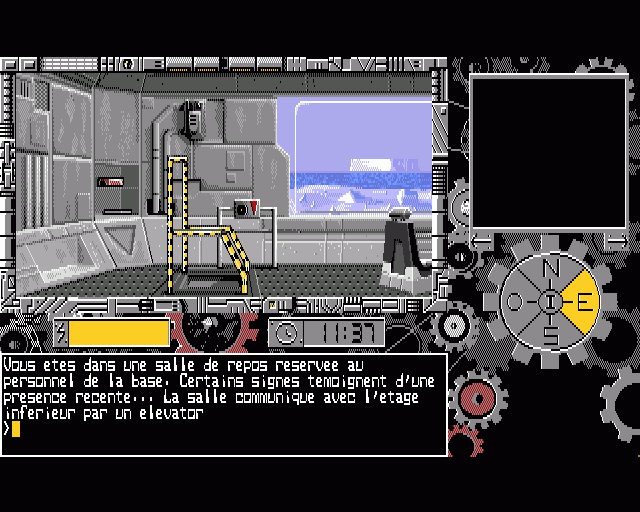 N
O I E
S
11:37
Vous etes dans une salle de repos reservee au
personnel de la base. Certains signes temoignent d'une
presence recente... La salle communique avec l'etage
inferieur par un elevator
>